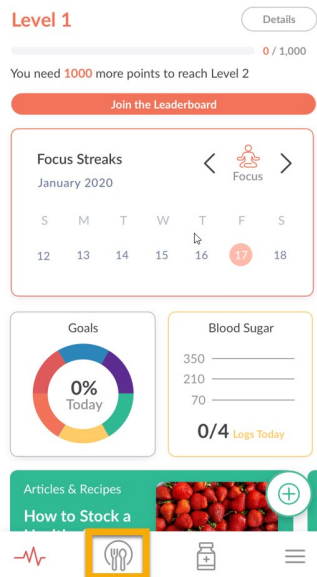 Level 1
Details
0 / 1,000
You need 1000 more points to reach Level 2
Join the Leaderboard
Focus Streaks
January 2020
Focus
S M T W T F S
12 13 14 15 16 17 18
Goals
0%
Today
Blood Sugar
350
210
70
0/4 Logs Today
Articles & Recipes
How to Stock a